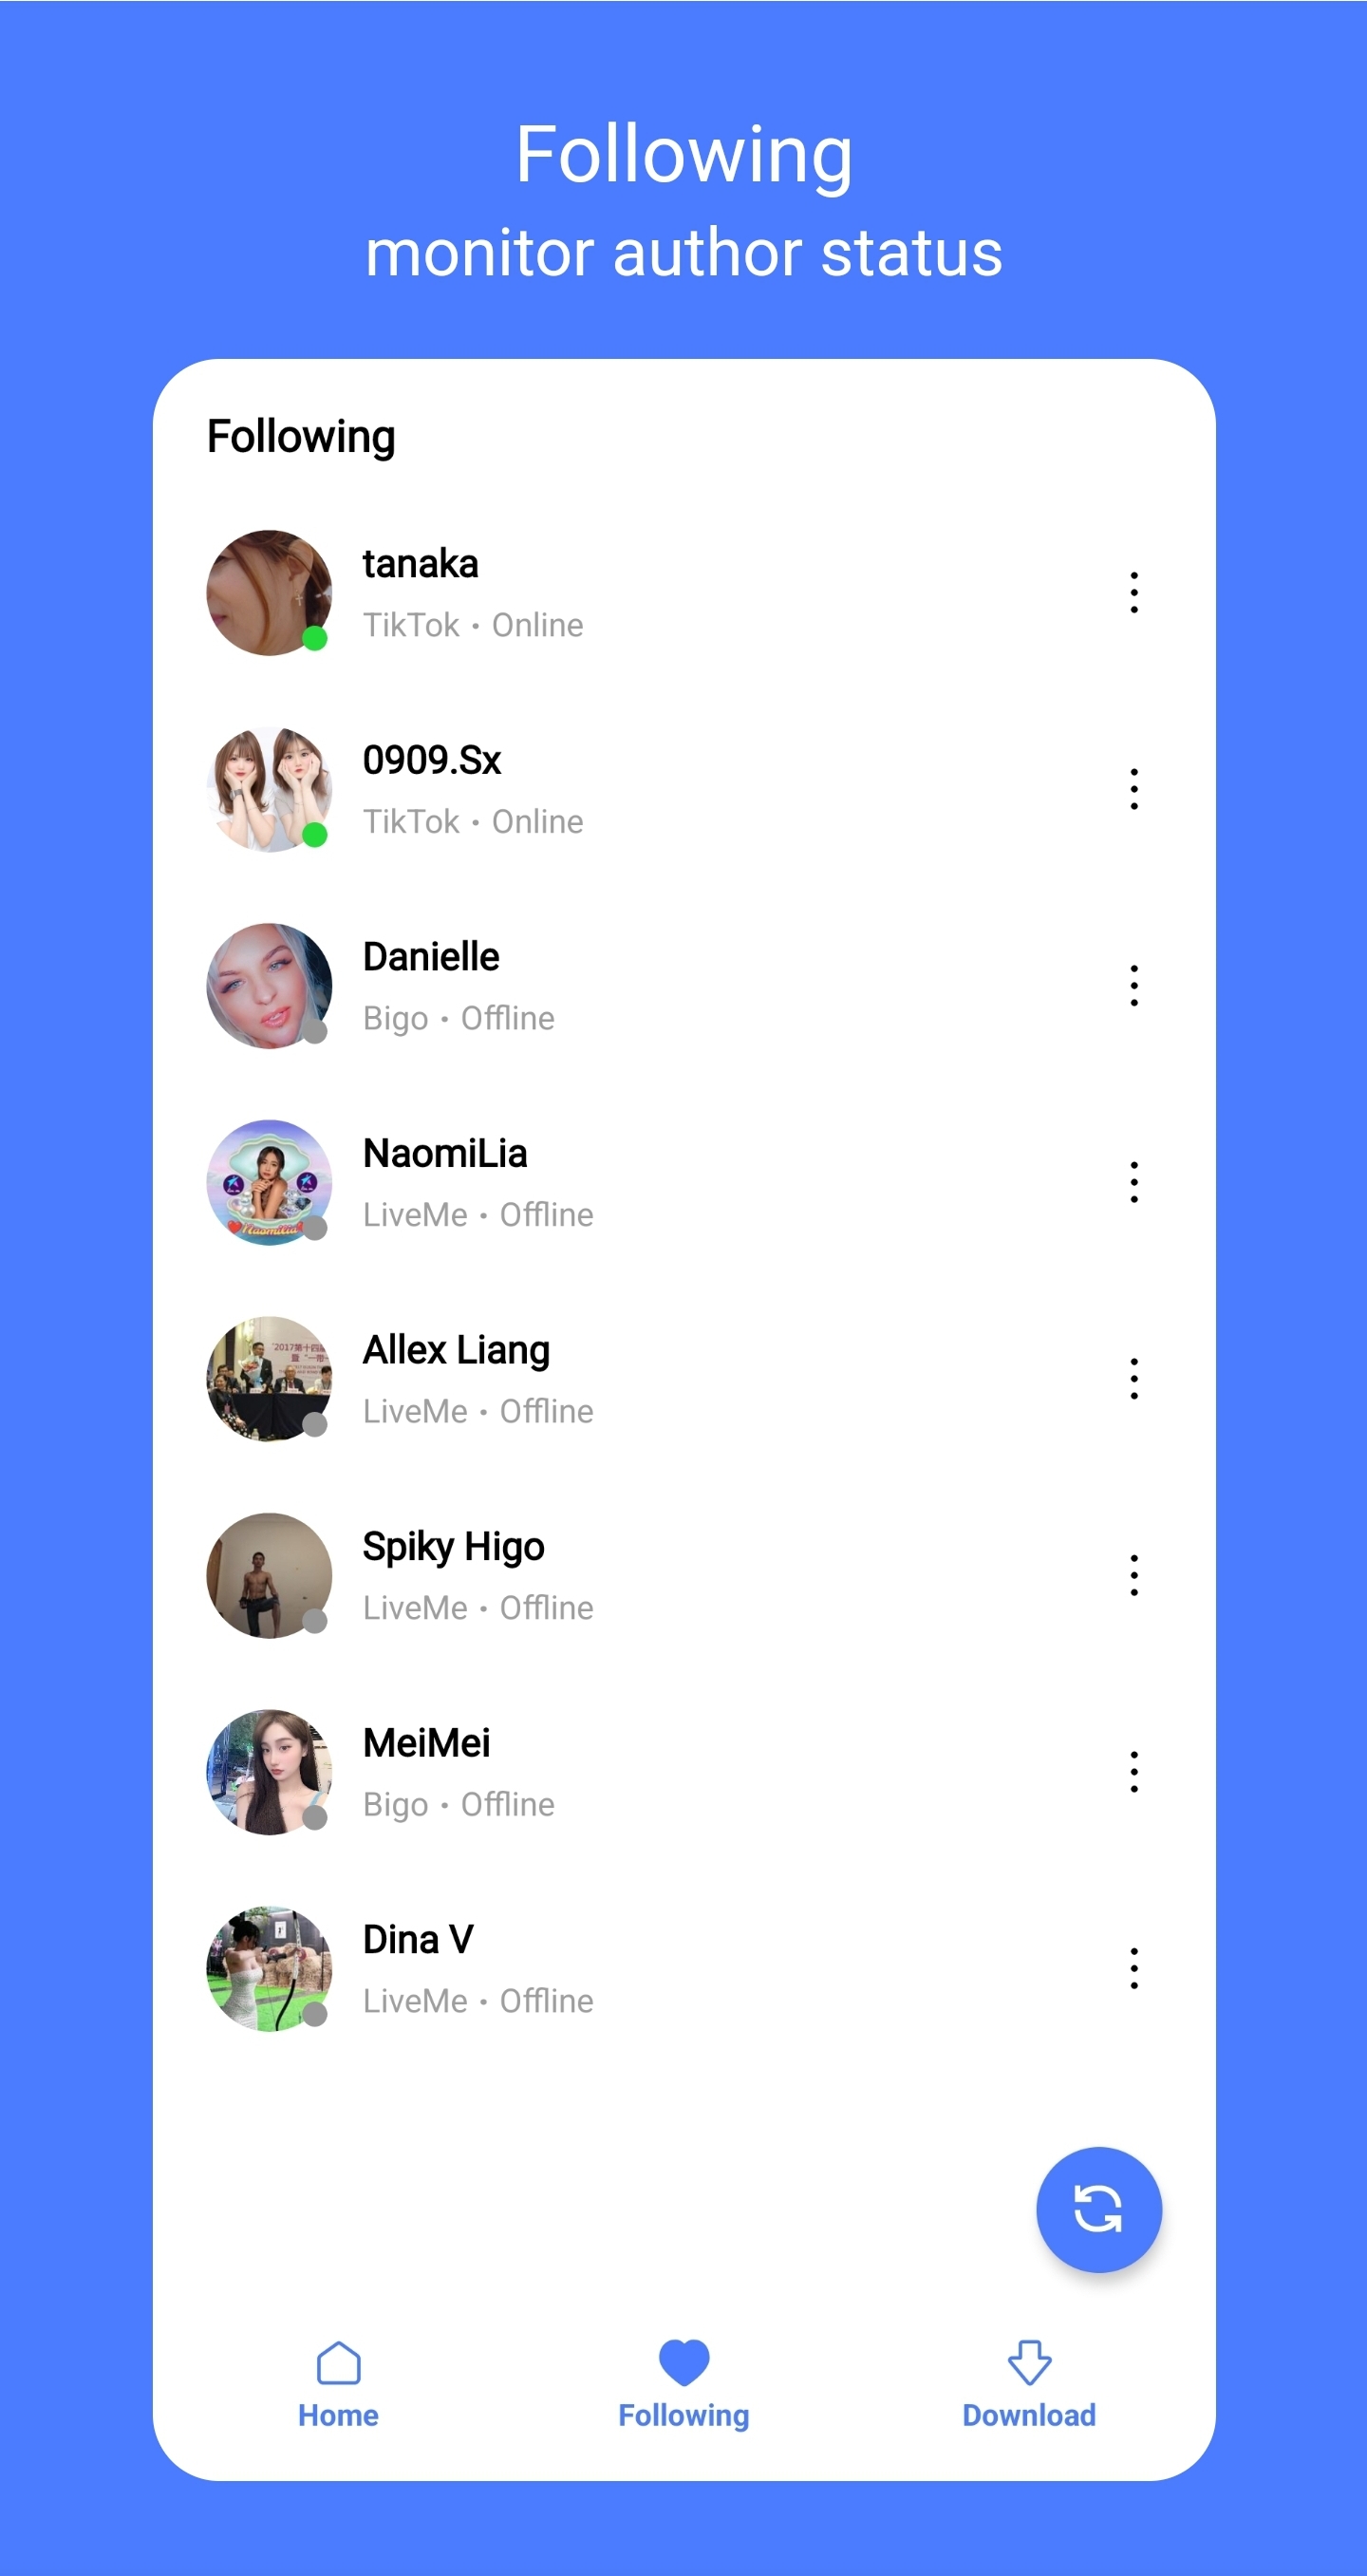 Following
monitor author status
Following
tanaka
TikTok • Online
0909.Sx
TikTok • Online
Danielle
Bigo • Offline
NaomiLia
LiveMe • Offline
Naomilia
Allex Liang
LiveMe • Offline
Spiky Higo
LiveMe • Offline
MeiMei
Bigo • Offline
Dina V
LiveMe • Offline
Home
Following
Download